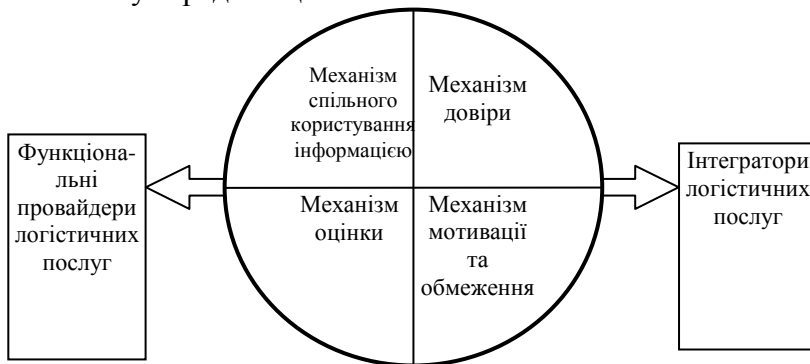 Механізм
спільного
користування
інформацією
Механізм
довіри
Функціона-
льні
провайдери
логістичних
послуг
Інтегратори
логістичних
послуг
Механізм
оцінки
Механізм
мотивації
та
обмеження